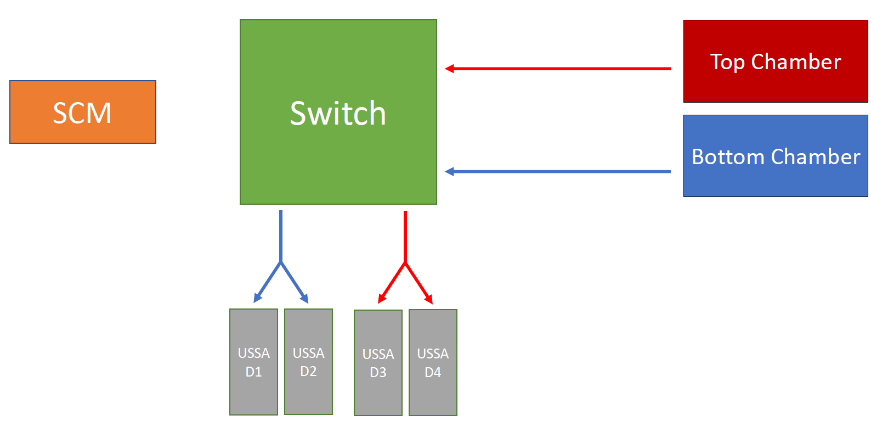 SCM
Switch
Top Chamber
Bottom Chamber
USSA
D1
USSA
D2
USSA
D3
USSA
D4